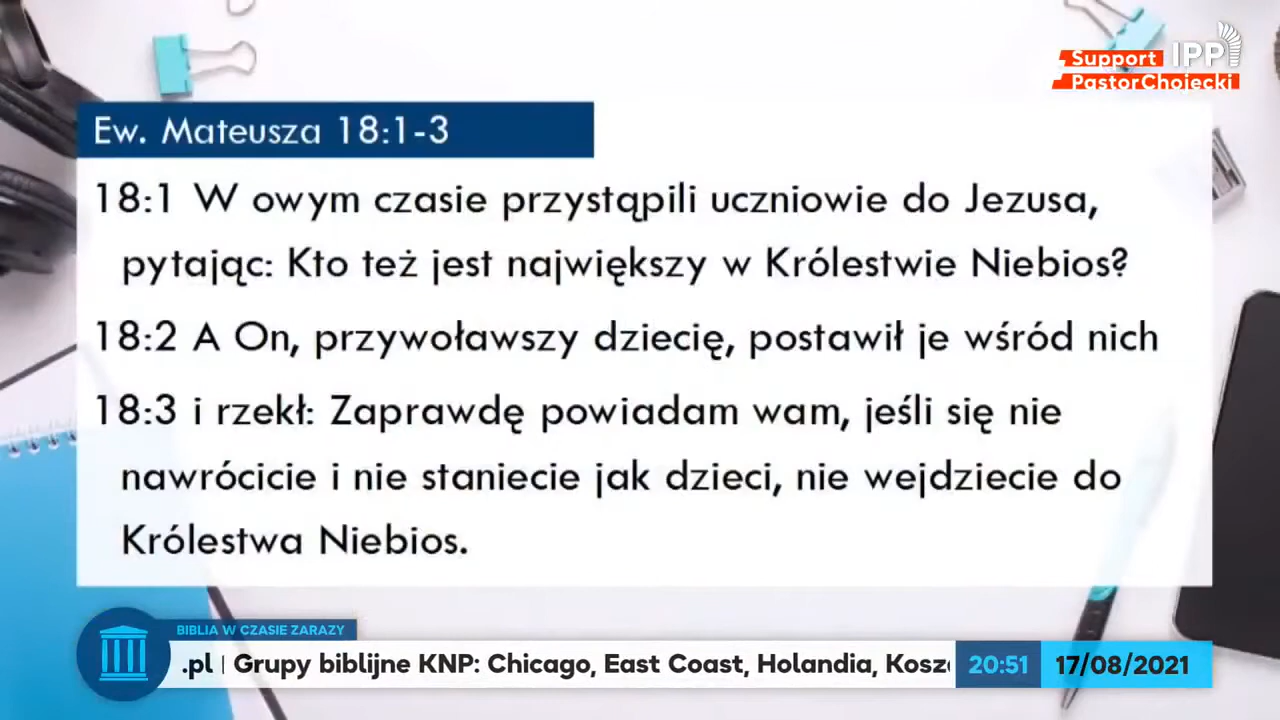 Support IPP
PastorChojecki
Ew. Mateusza 18:1-3
18:1 W owym czasie przystąpili uczniowie do Jezusa,
pytając: Kto też jest największy w Królestwie Niebios?
18:2 A On, przywoławszy dziecię, postawił je wśród nich
18:3 i rzekł: Zaprawdę powiadam wam, jeśli się nie
nawrócicie i nie staniecie jak dzieci, nie wejdziecie do
Królestwa Niebios.
BIBLIA W CZASIE ZARAZY
.pl | Grupy biblijne KNP: Chicago, East Coast, Holandia, 20:51 17/08/2021